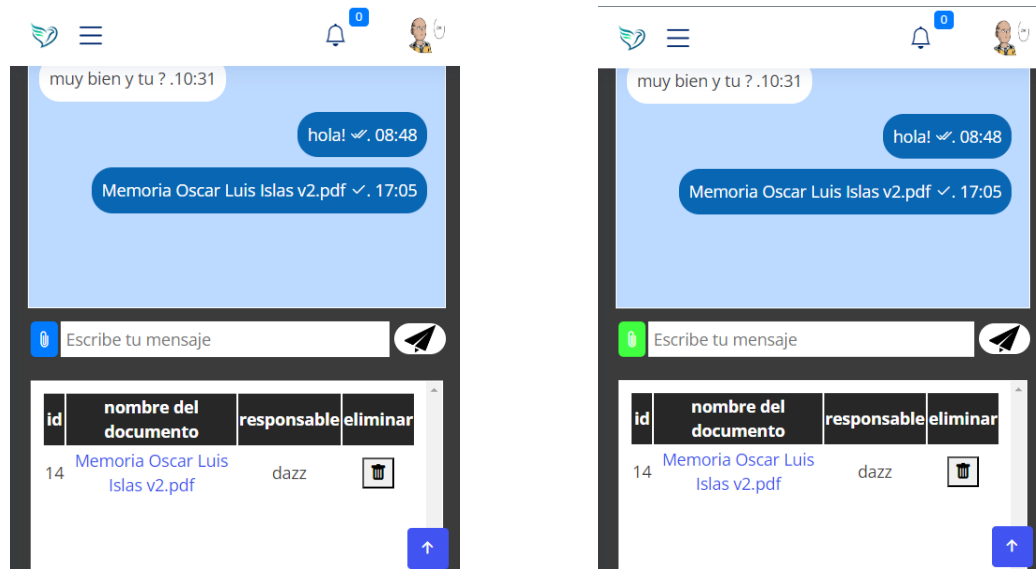 0
muy bien y tu ? .10:31
hola! . 08:48
Memoria Oscar Luis Islas v2.pdf . 17:05
Escribe tu mensaje
id nombre del documento responsable eliminar
14 Memoria Oscar Luis Islas v2.pdf dazz
0
muy bien y tu ? .10:31
hola! . 08:48
Memoria Oscar Luis Islas v2.pdf . 17:05
Escribe tu mensaje
id nombre del documento responsable eliminar
14 Memoria Oscar Luis Islas v2.pdf dazz